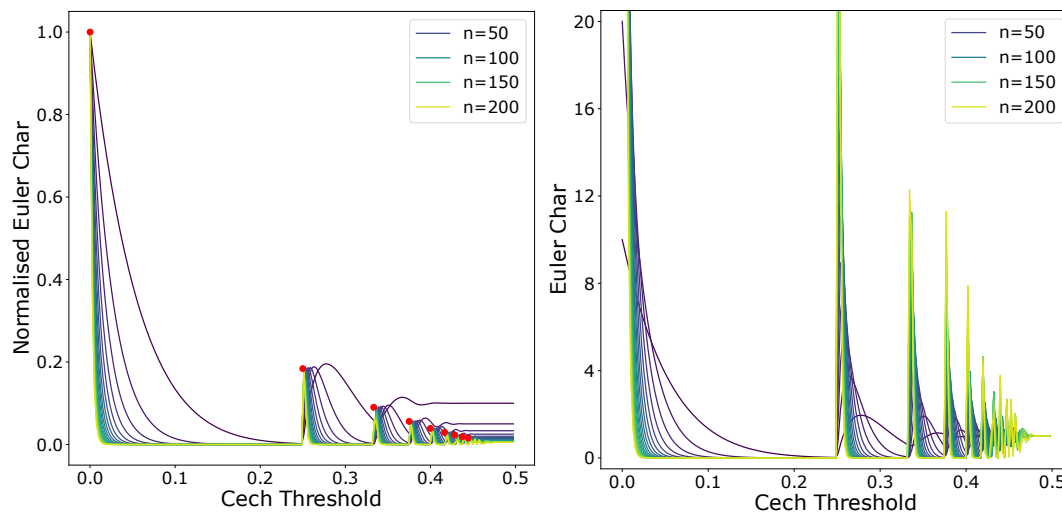 Normalised Euler Char
1.0
0.8
0.6
0.4
0.2
0.0
0.0 0.1 0.2 0.3 0.4 0.5
Cech Threshold
n=50
n=100
n=150
n=200
Euler Char
20
16
12
8
4
0
0.0 0.1 0.2 0.3 0.4 0.5
Cech Threshold
n=50
n=100
n=150
n=200